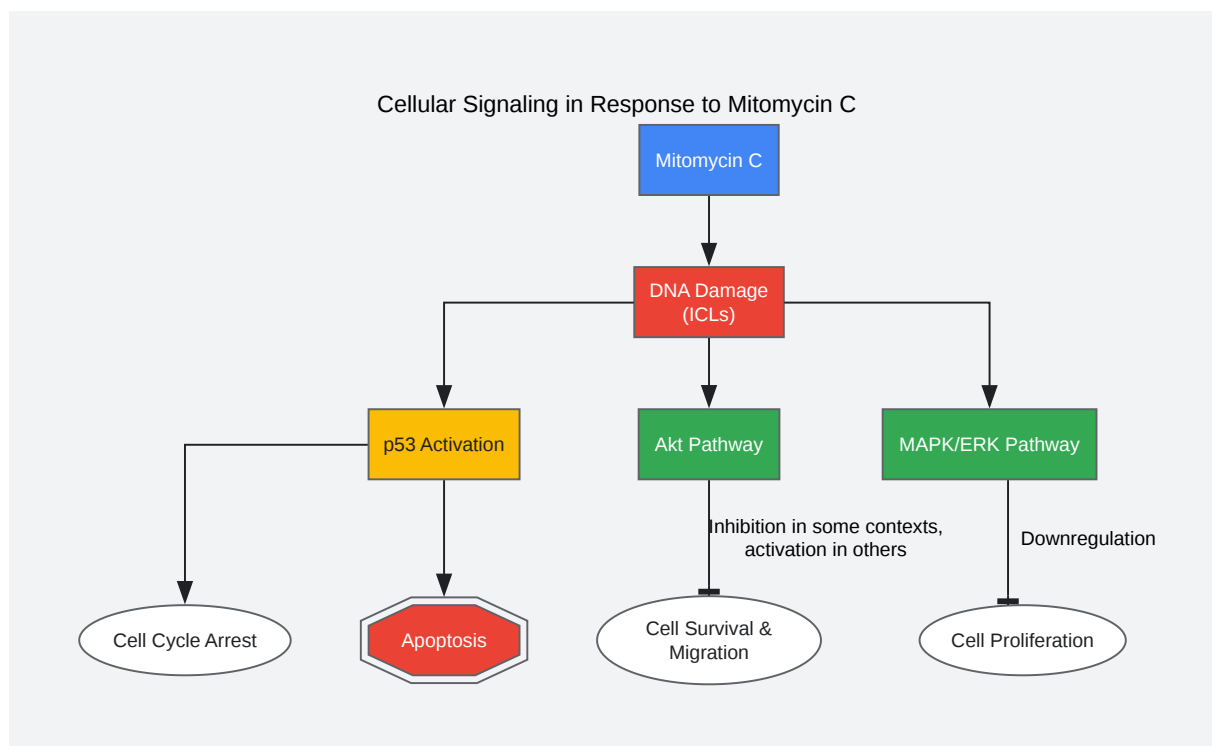 Cellular Signaling in Response to Mitomycin C
Mitomycin C
DNA Damage
(ICLs)
p53 Activation
Akt Pathway
MAPK/ERK Pathway
Inhibition in some contexts,
activation in others
Downregulation
Cell Cycle Arrest
Apoptosis
Cell Survival &
Migration
Cell Proliferation